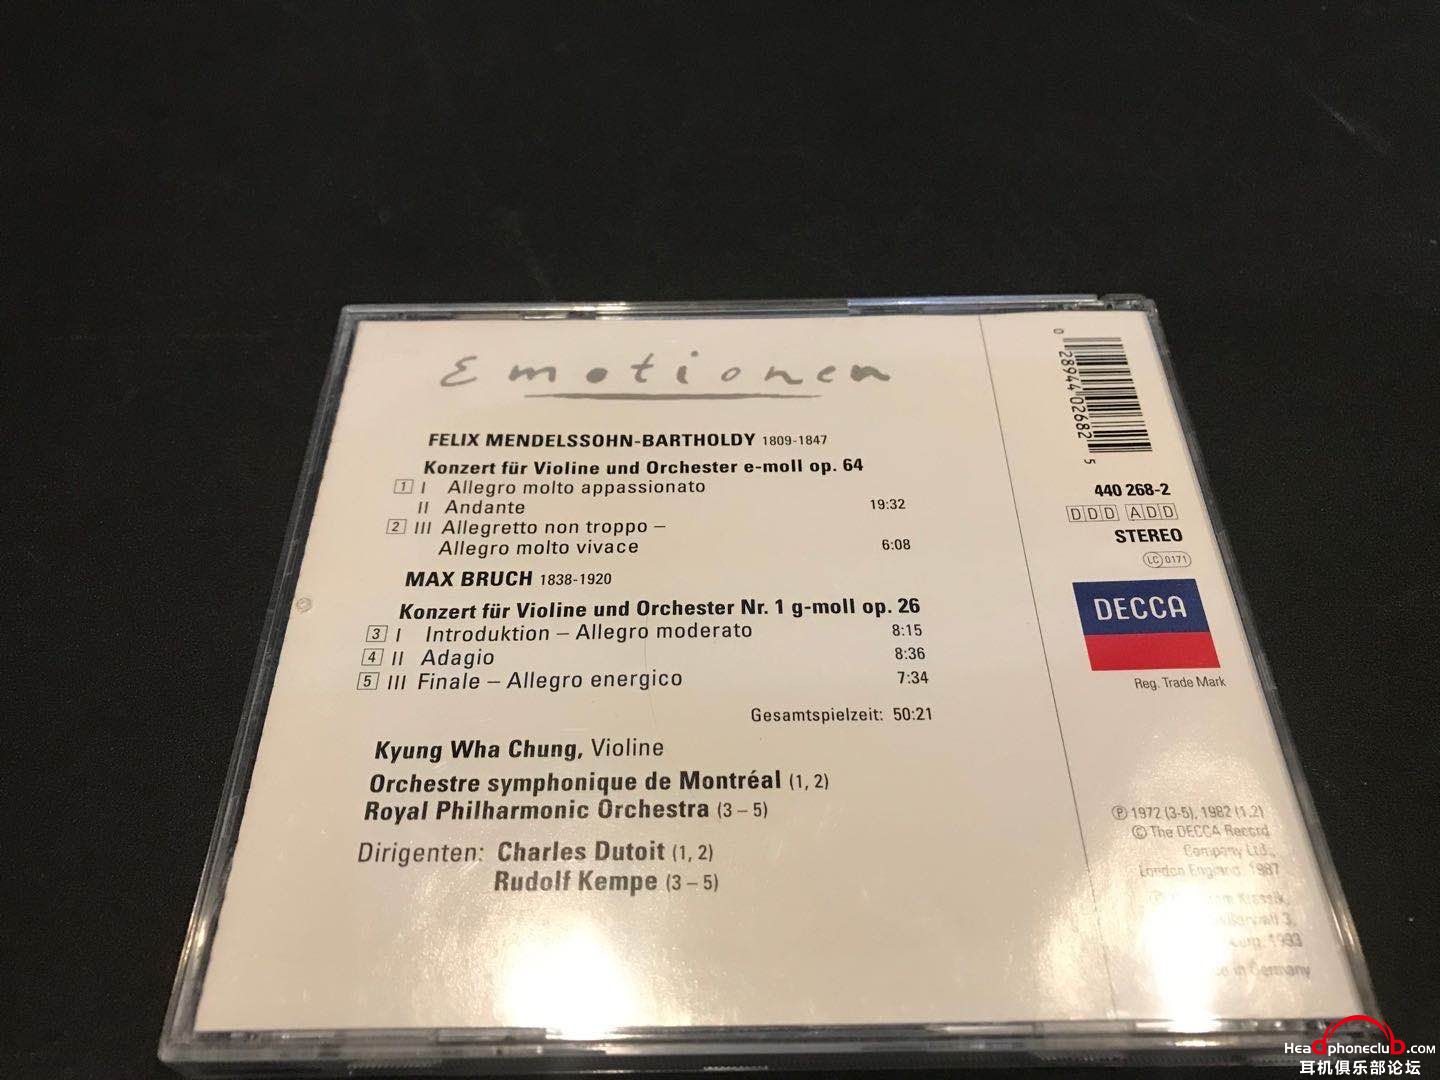 Emotionen
FELIX MENDELSSOHN-BARTHOLDY 1809-1847
Konzert für Violine und Orchester e-moll op. 64
1 I Allegro molto appassionato
II Andante 19:32
2 III Allegretto non troppo –
Allegro molto vivace 6:08
MAX BRUCH 1838-1920
Konzert für Violine und Orchester Nr. 1 g-moll op. 26
3 I Introduktion – Allegro moderato 8:15
4 II Adagio 8:36
5 III Finale – Allegro energico 7:34
Gesamtspielzeit: 50:21
Kyung Wha Chung, Violine
Orchestre symphonique de Montréal (1, 2)
Royal Philharmonic Orchestra (3 – 5)
Dirigenten: Charles Dutoit (1, 2)
Rudolf Kempe (3 – 5)
0 28944 02682 5
440 268-2
DDD ADD
STEREO
LC 0171
DECCA
Reg. Trade Mark
℗ 1972 (3-5), 1982 (1,2)
© The DECCA Record
Company Ltd.,
London England, 1987
Klassik,
3,
1993
in Germany
Headphoneclub.com
耳机俱乐部论坛